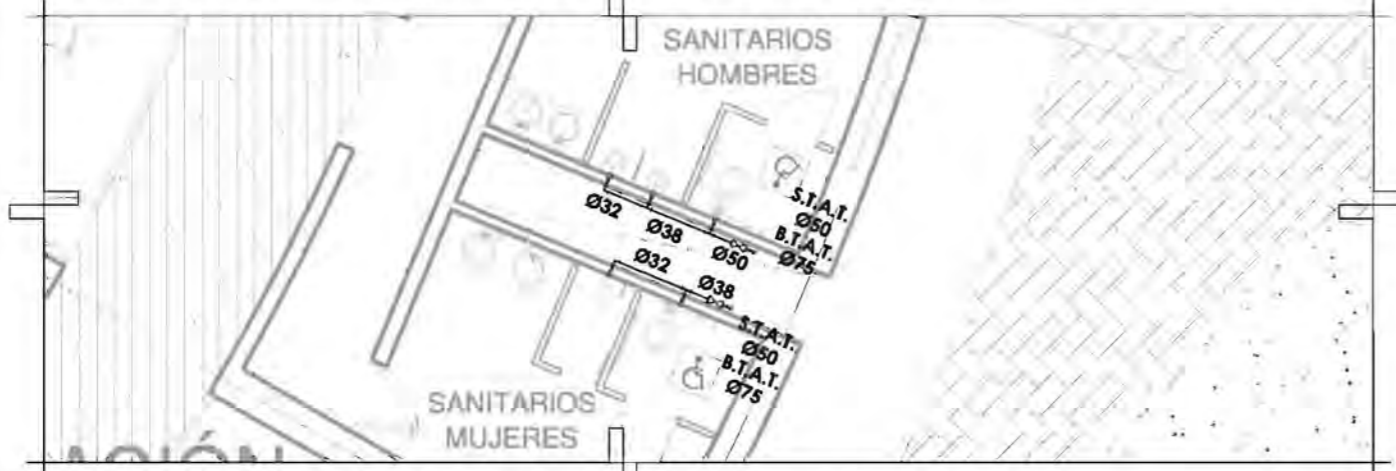 SANITARIOS
HOMBRES
S.T.A.T.
Ø50
B.T.A.T.
Ø75
Ø32
Ø38
Ø50
Ø32
Ø38
S.T.A.T.
Ø50
B.T.A.T.
Ø75
SANITARIOS
MUJERES